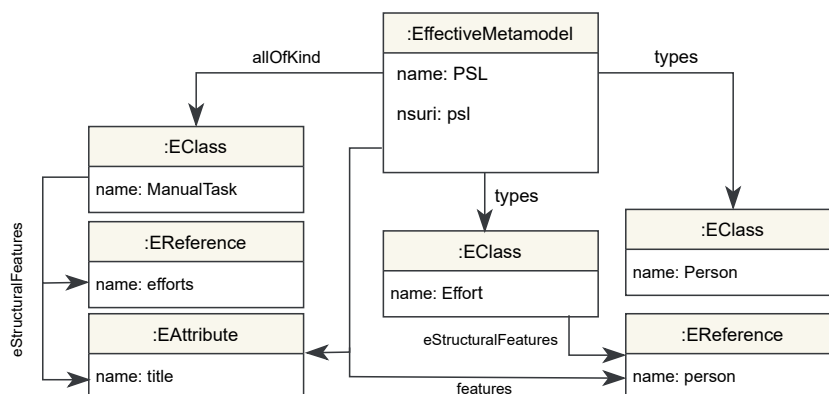 :EffectiveMetamodel
name: PSL
nsuri: psl
allOfKind
types
:EClass
name: ManualTask
types
eStructuralFeatures
:EReference
name: efforts
:EClass
name: Effort
:EClass
name: Person
:EAttribute
name: title
eStructuralFeatures
:EReference
name: person
features